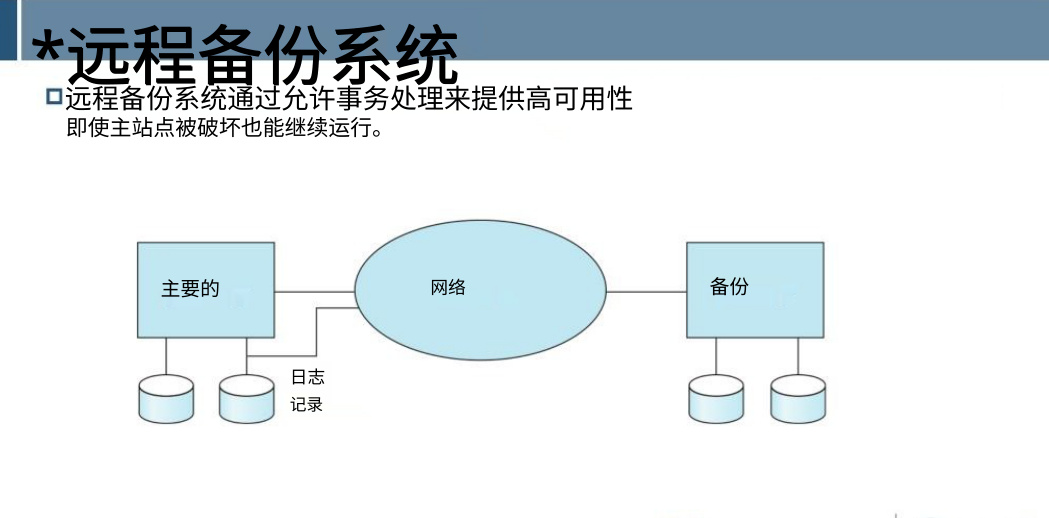 *远程备份系统
远程备份系统通过允许事务处理来提供高可用性
即使主站点被破坏也能继续运行。
主要的
网络
备份
日志
记录